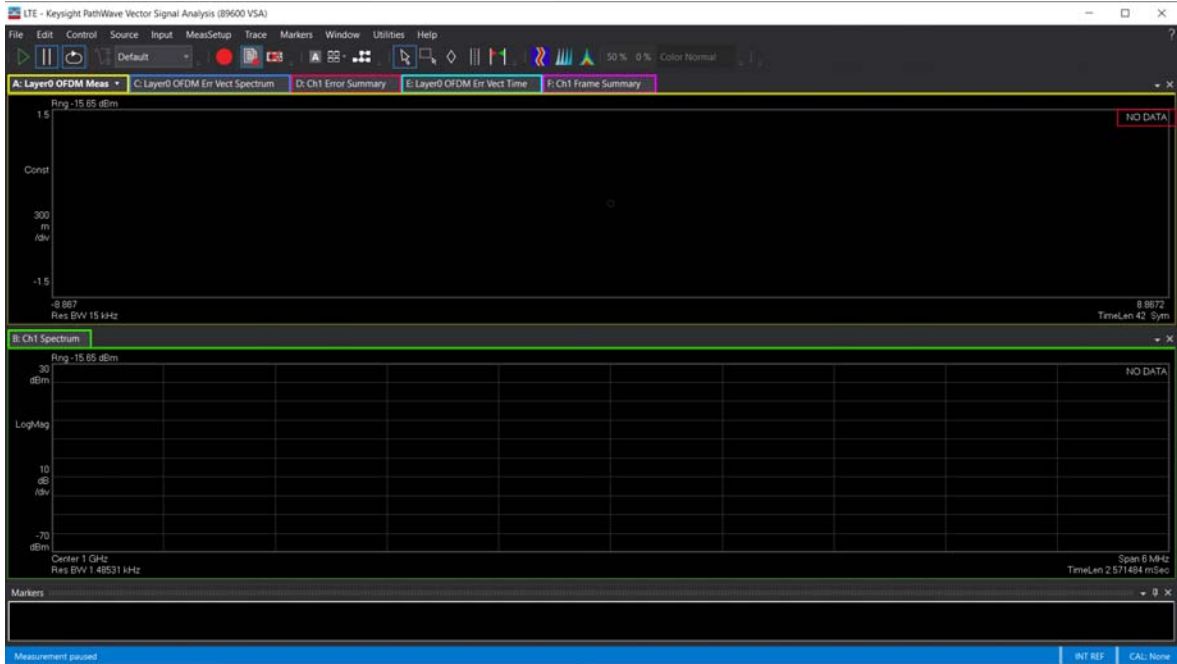 LTE - Keysight PathWave Vector Signal Analysis (89600 VSA)
File Edit Control Source Input MeasSetup Trace Markers Window Utilities Help ?
Default A 50 % 0 % Color Normal
A: Layer0 OFDM Meas C: Layer0 OFDM Err Vect Spectrum D: Ch1 Error Summary E: Layer0 OFDM Err Vect Time F: Ch1 Frame Summary
Rng -15.65 dBm
1.5 NO DATA
Const
300
m
/div
-1.5
-8.867 8.8672
Res BW 15 kHz TimeLen 42 Sym
B: Ch1 Spectrum
Rng -15.65 dBm
30 NO DATA
dBm
LogMag
10
dB
/div
-70
dBm
Center 1 GHz Span 6 MHz
Res BW 1.48531 kHz TimeLen 2.571484 mSec
Markers
Measurement paused INT REF CAL: None